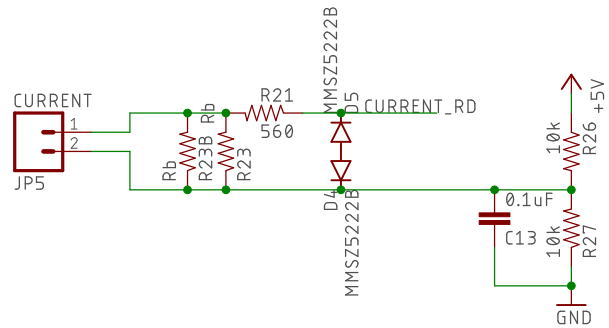 CURRENT
1
2
JP5
Rb
R23B
Rb
R23
R21
560
MMSZ5222B
D5
CURRENT_RD
D4
MMSZ5222B
0.1uF
C13
+5V
10k
R26
10k
R27
GND